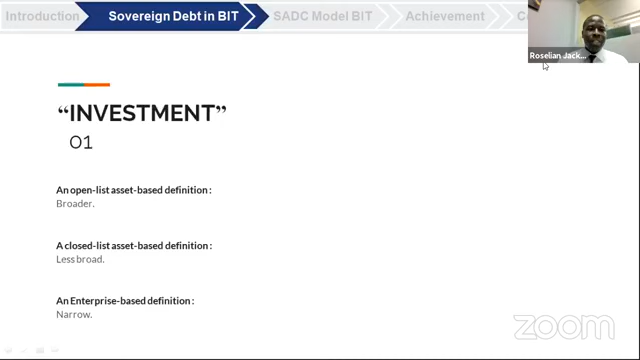 Introduction
Sovereign Debt in BIT
SADC Model BIT
Achievement
Roselian Jack...
“INVESTMENT”
01
An open-list asset-based definition :
Broader.
A closed-list asset-based definition :
Less broad.
An Enterprise-based definition :
Narrow.
zoom